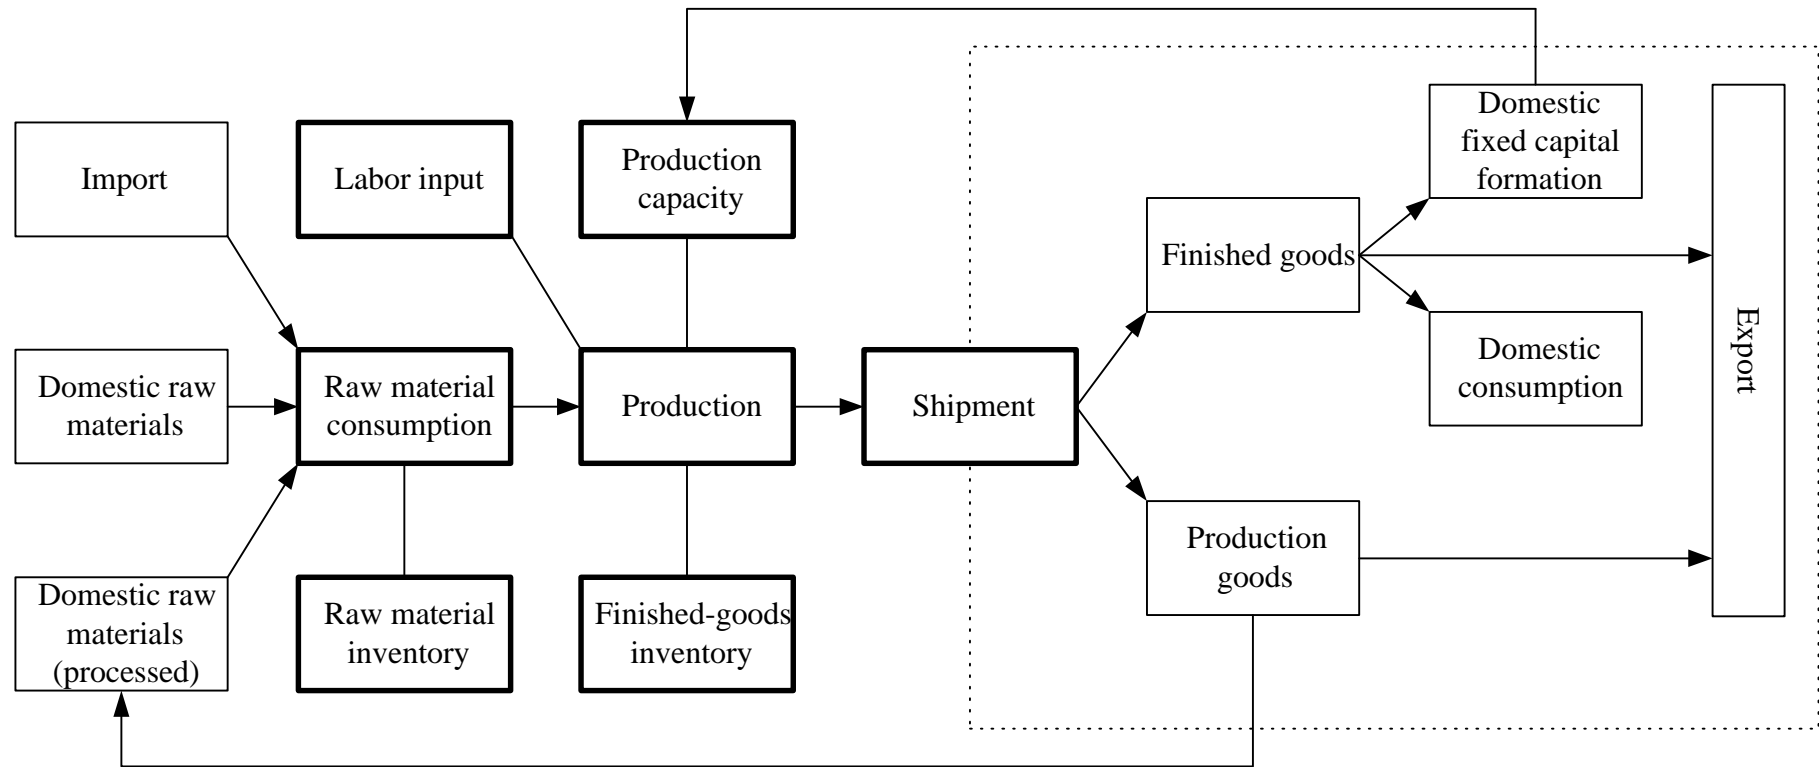 Import
Labor input
Production
capacity
Domestic
fixed capital
formation
Finished goods
Export
Domestic raw
materials
Raw material
consumption
Production
Shipment
Domestic
consumption
Production
goods
Domestic raw
materials
(processed)
Raw material
inventory
Finished-goods
inventory